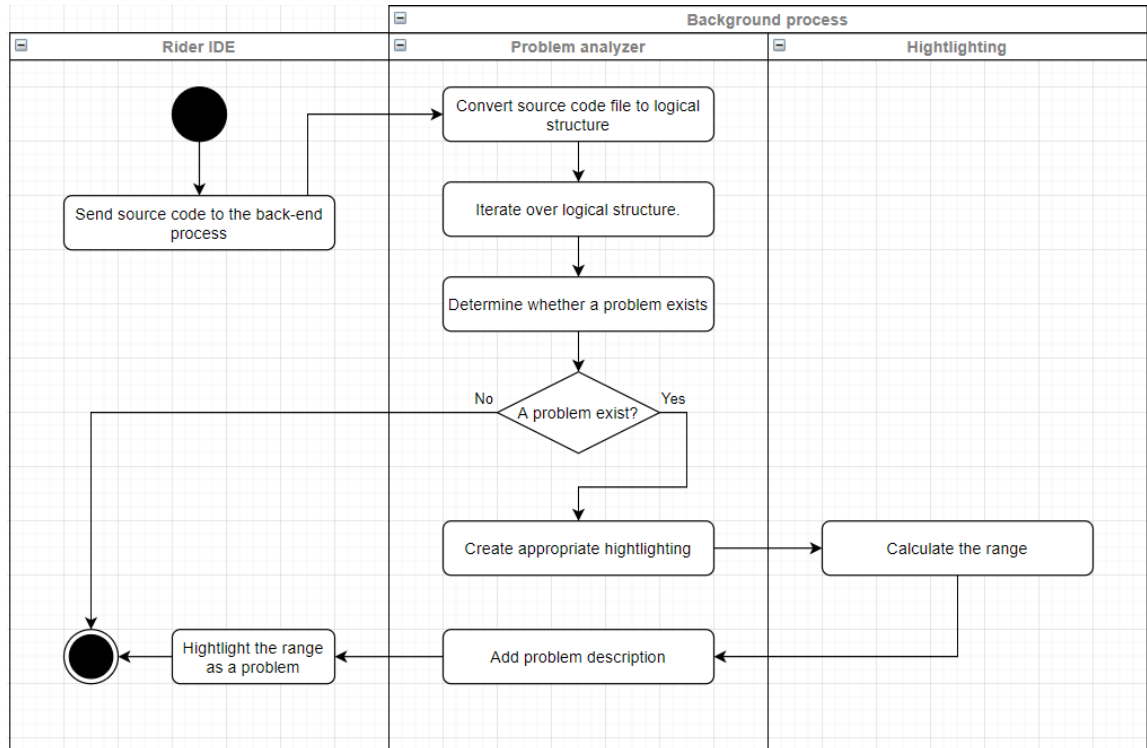 Background process
Rider IDE
Problem analyzer
Hightlighting
Convert source code file to logical
structure
Send source code to the back-end
process
Iterate over logical structure.
Determine whether a problem exists
No
A problem exist?
Yes
Create appropriate hightlighting
Calculate the range
Hightlight the range
as a problem
Add problem description